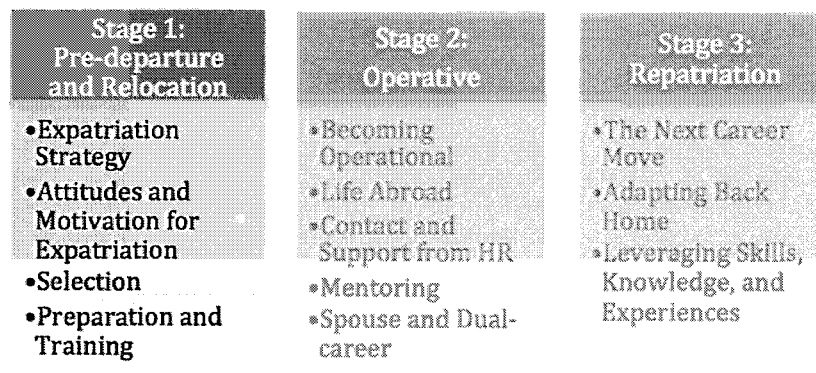 Stage 1:
Pre-departure
and Relocation
•Expatriation
Strategy
•Attitudes and
Motivation for
Expatriation
•Selection
•Preparation and
Training
Stage 2:
Operative
•Becoming
Operational
•Life Abroad
•Contact and
Support from HR
•Mentoring
•Spouse and Dual-
career
Stage 3:
Repatriation
•The Next Career
Move
•Adapting Back
Home
•Leveraging Skills,
Knowledge, and
Experiences